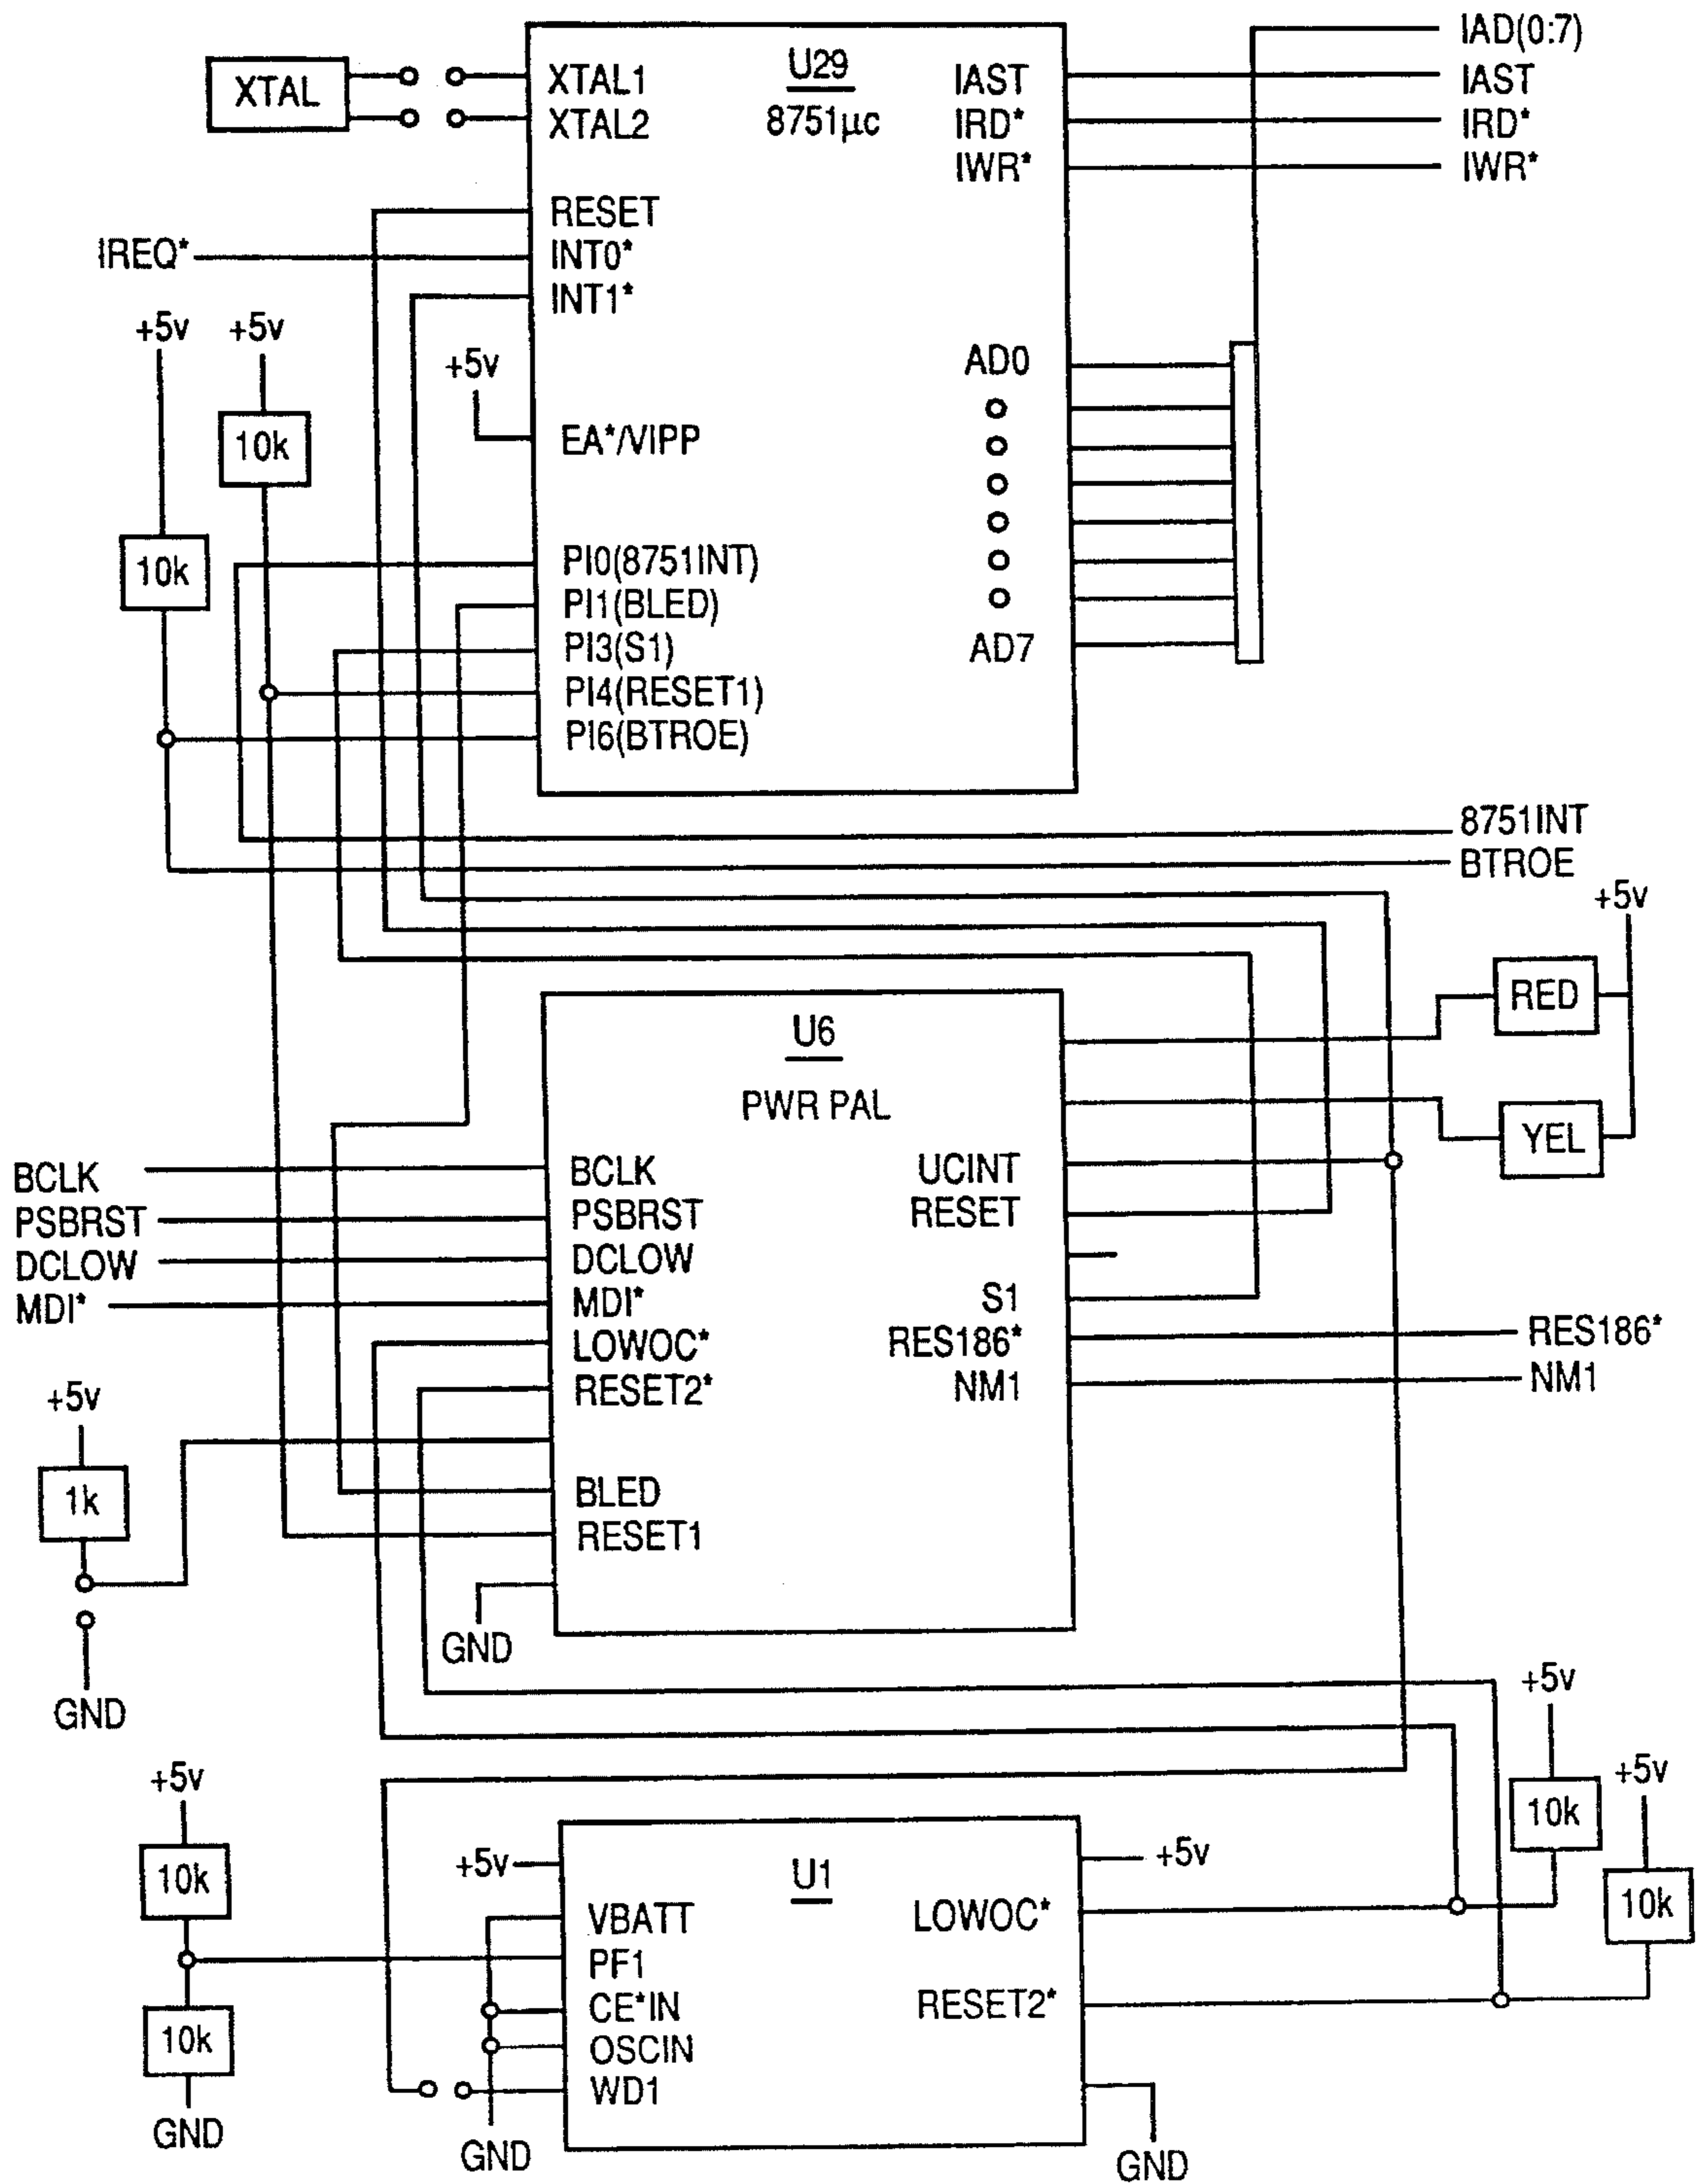 IAD(0:7)
XTAL
XTAL1
U29
IAST
IAST
XTAL2
8751µc
IRD*
IRD*
IWR*
IWR*
RESET
IREQ*
INT0*
INT1*
+5v
+5v
+5v
AD0
10k
EA*/VIPP
10k
PI0(8751INT)
PI1(BLED)
PI3(S1)
AD7
PI4(RESET1)
PI6(BTROE)
8751INT
BTROE
+5v
RED
U6
PWR PAL
YEL
BCLK
BCLK
UCINT
PSBRST
PSBRST
RESET
DCLOW
DCLOW
MDI*
MDI*
S1
LOWOC*
RES186*
RES186*
RESET2*
NM1
NM1
+5v
1k
BLED
RESET1
GND
GND
+5v
+5v
+5v
10k
10k
+5v
U1
+5v
10k
VBATT
LOWOC*
PF1
CE*IN
RESET2*
10k
OSCIN
WD1
GND
GND
GND